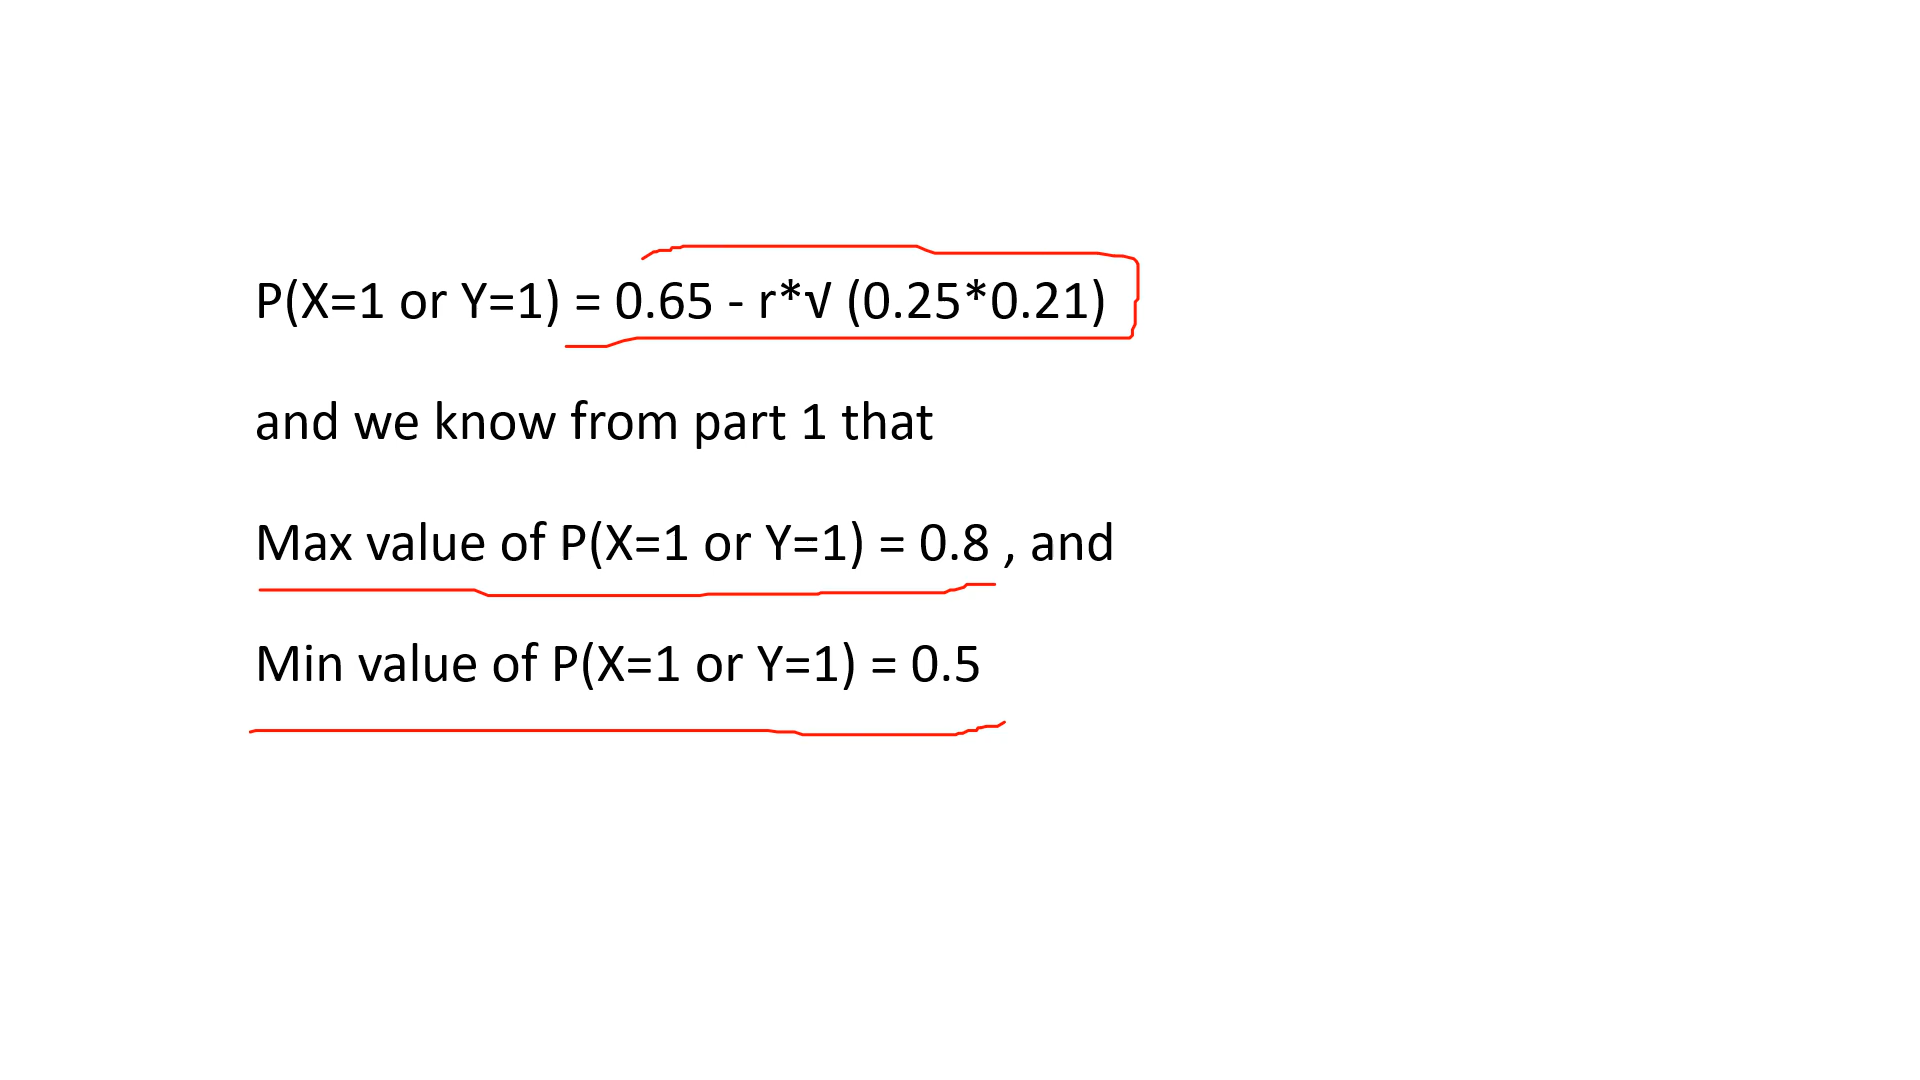 P(X=1 or Y=1) = 0.65 - r*√ (0.25*0.21)
and we know from part 1 that
Max value of P(X=1 or Y=1) = 0.8 , and
Min value of P(X=1 or Y=1) = 0.5